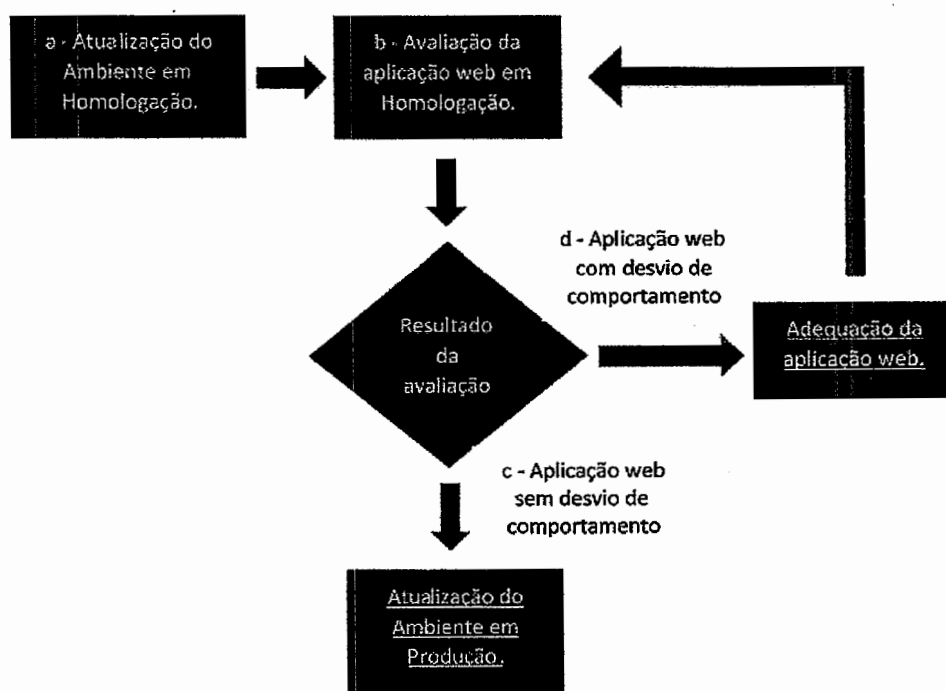 a - Atualização do
Ambiente em
Homologação.
b - Avaliação da
aplicação web em
Homologação.
d - Aplicação web
com desvio de
comportamento
Resultado
da
avaliação
Adequação da
aplicação web.
c - Aplicação web
sem desvio de
comportamento
Atualização do
Ambiente em
Produção.